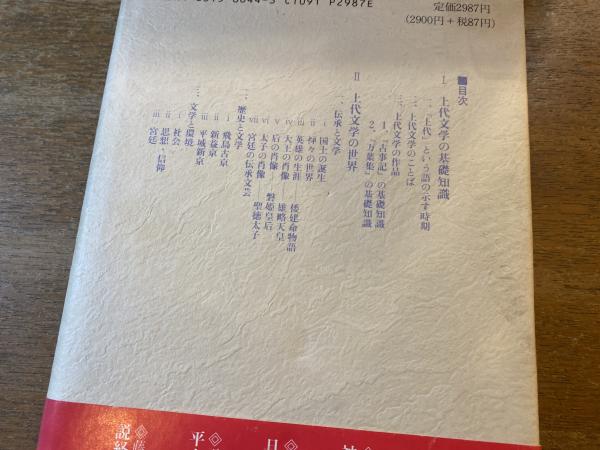 定価2987円
(2900円+税87円)
P2987E
■目次
Ⅰ 上代文学の基礎知識
一、「上代」という語の示す時期
二、上代文学のことば
三、上代文学の作品
1、『古事記』の基礎知識
2、『万葉集』の基礎知識
Ⅱ 上代文学の世界
一、伝承と文学
ⅰ 国土の誕生
ⅱ 神々の世界
ⅲ 英雄の生涯――倭建命物語
ⅳ 大王の肖像――雄略天皇
ⅴ 后の肖像――磐姫皇后
ⅵ 太子の肖像――聖徳太子
ⅶ 宮廷の伝承文芸
二、歴史と文学
ⅰ 飛鳥古京
ⅱ 新益京
ⅲ 平城新京
三、文学と環境
ⅰ 社会
ⅱ 思想・信仰
ⅲ 宮廷
◇
◇
◇藤
説経